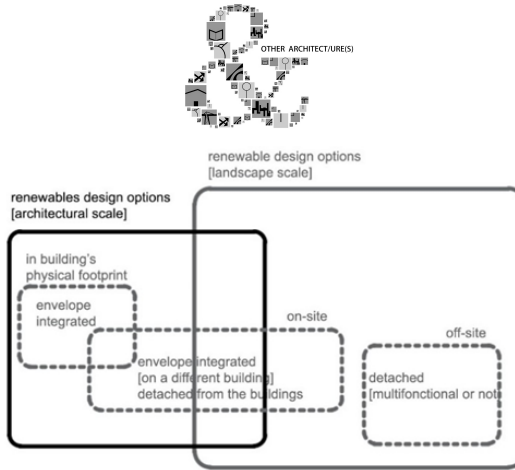 OTHER ARCHITECT/URE(S)
renewable design options
[landscape scale]
renewables design options
[architectural scale]
in building's
physical footprint
envelope
integrated
on-site
envelope integrated
[on a different building]
detached from the buildings
off-site
detached
[multifonctional or not